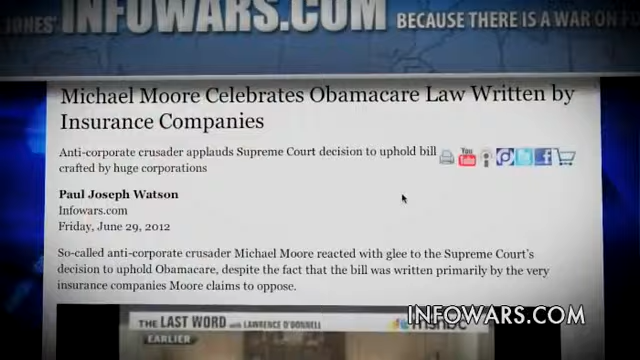 JONES' INFOWARS.COM BECAUSE THERE IS A WAR ON
Michael Moore Celebrates Obamacare Law Written by
Insurance Companies
Anti-corporate crusader applauds Supreme Court decision to uphold bill
crafted by huge corporations
You
Tube
Paul Joseph Watson
Infowars.com
Friday, June 29, 2012
So-called anti-corporate crusader Michael Moore reacted with glee to the Supreme Court's
decision to uphold Obamacare, despite the fact that the bill was written primarily by the very
insurance companies Moore claims to oppose.
THE LAST WORD WITH LAWRENCE O'DONNELL
msnbc
INFOWARS.COM
EARLIER